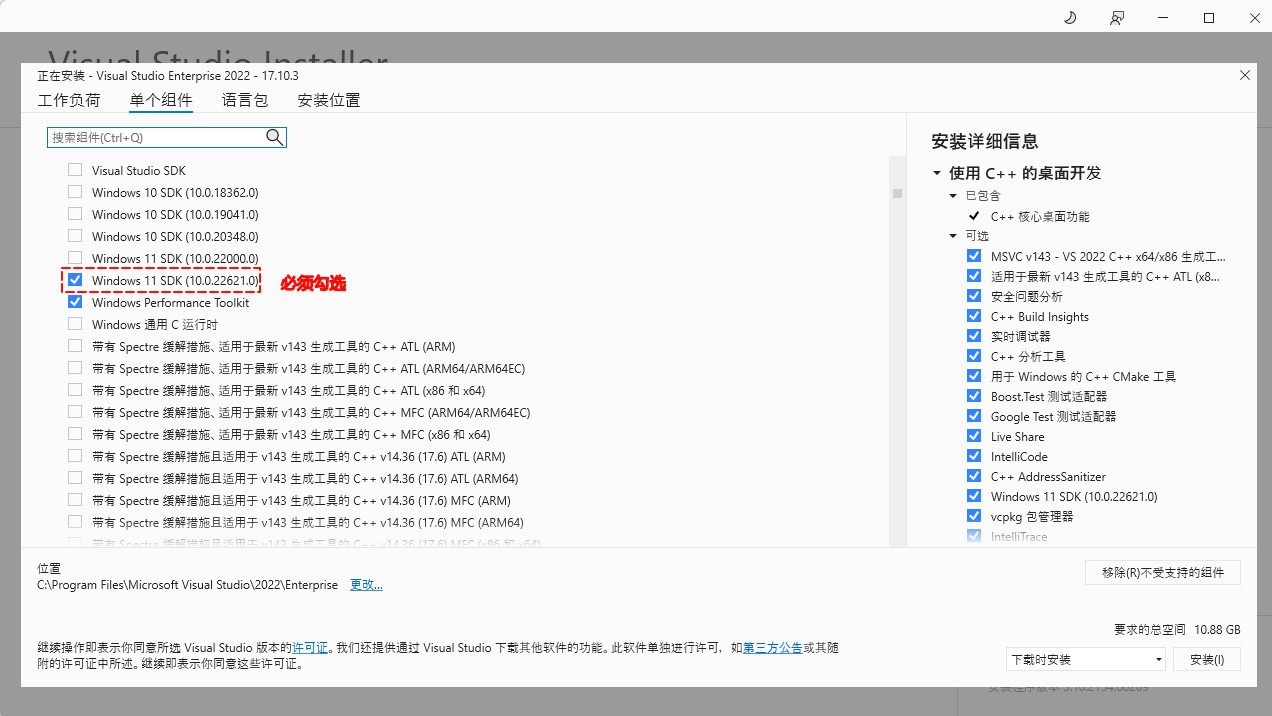 Visual Studio Installer
正在安装 - Visual Studio Enterprise 2022 - 17.10.3
工作负荷 单个组件 语言包 安装位置
搜索组件(Ctrl+Q)
Visual Studio SDK
Windows 10 SDK (10.0.18362.0)
Windows 10 SDK (10.0.19041.0)
Windows 10 SDK (10.0.20348.0)
Windows 11 SDK (10.0.22000.0)
Windows 11 SDK (10.0.22621.0) 必须勾选
Windows Performance Toolkit
Windows 通用 C 运行时
带有 Spectre 缓解措施、适用于最新 v143 生成工具的 C++ ATL (ARM)
带有 Spectre 缓解措施、适用于最新 v143 生成工具的 C++ ATL (ARM64/ARM64EC)
带有 Spectre 缓解措施、适用于最新 v143 生成工具的 C++ ATL (x86 和 x64)
带有 Spectre 缓解措施、适用于最新 v143 生成工具的 C++ MFC (ARM64/ARM64EC)
带有 Spectre 缓解措施、适用于最新 v143 生成工具的 C++ MFC (x86 和 x64)
带有 Spectre 缓解措施且适用于 v143 生成工具的 C++ v14.36 (17.6) ATL (ARM)
带有 Spectre 缓解措施且适用于 v143 生成工具的 C++ v14.36 (17.6) ATL (ARM64)
带有 Spectre 缓解措施且适用于 v143 生成工具的 C++ v14.36 (17.6) MFC (ARM)
带有 Spectre 缓解措施且适用于 v143 生成工具的 C++ v14.36 (17.6) MFC (ARM64)
带有 Spectre 缓解措施且适用于 v143 生成工具的 C++ v14.36 (17.6) MFC (x86 和 x64)
安装详细信息
使用 C++ 的桌面开发
已包含
C++ 核心桌面功能
可选
MSVC v143 - VS 2022 C++ x64/x86 生成工...
适用于最新 v143 生成工具的 C++ ATL (x8...
安全问题分析
C++ Build Insights
实时调试器
C++ 分析工具
用于 Windows 的 C++ CMake 工具
Boost.Test 测试适配器
Google Test 测试适配器
Live Share
IntelliCode
C++ AddressSanitizer
Windows 11 SDK (10.0.22621.0)
vcpkg 包管理器
IntelliTrace
位置
C:\Program Files\Microsoft Visual Studio\2022\Enterprise 更改...
移除(R)不受支持的组件
要求的总空间 10.88 GB
继续操作即表示你同意所选 Visual Studio 版本的许可证。我们还提供通过 Visual Studio 下载其他软件的功能。此软件单独进行许可，如第三方公告或其随
附的许可证中所述。继续即表示你同意这些许可证。
下载时安装 安装(I)